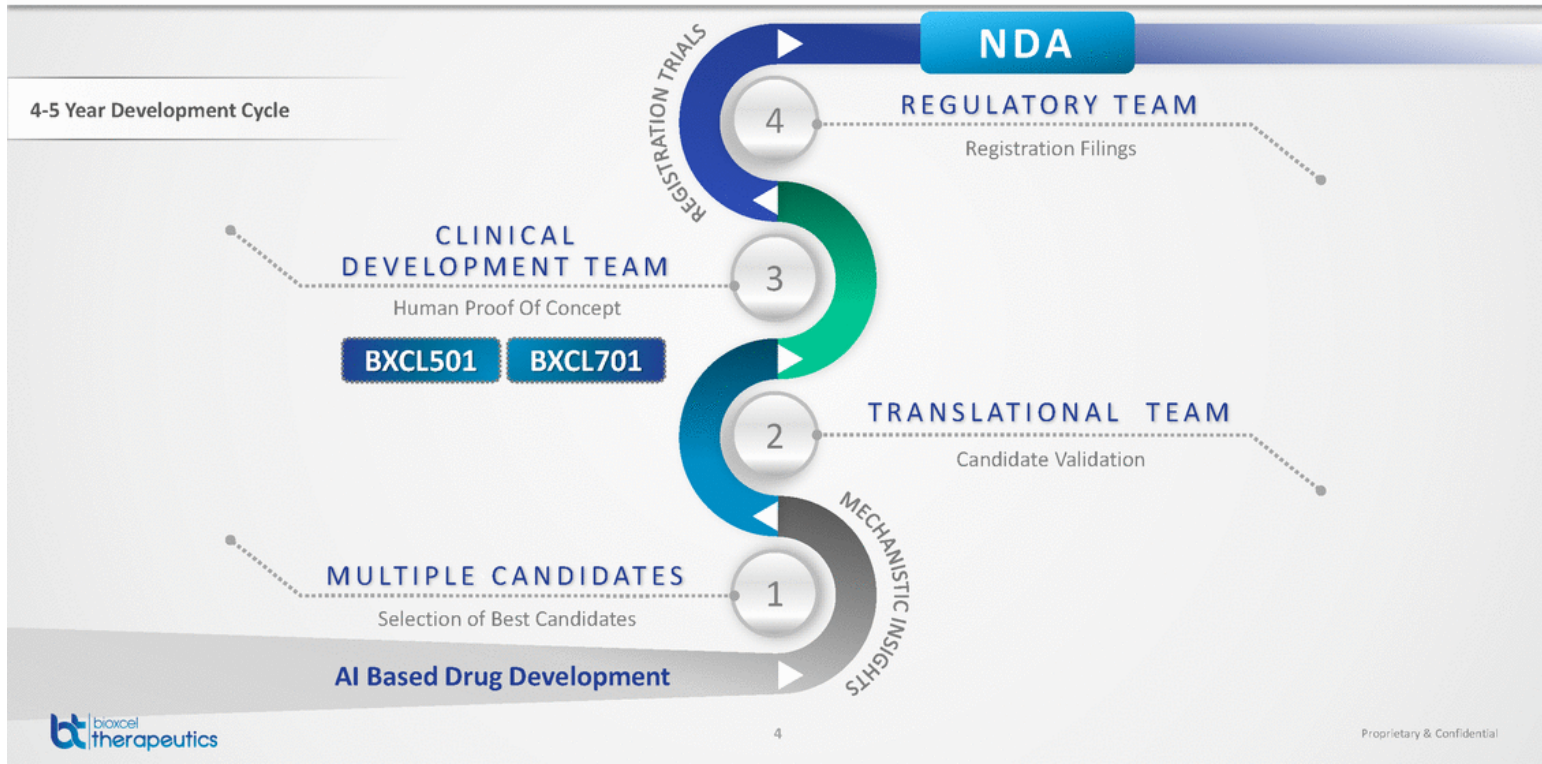 4-5 Year Development Cycle
NDA
REGISTRATION TRIALS
4
REGULATORY TEAM
Registration Filings
CLINICAL
DEVELOPMENT TEAM
Human Proof Of Concept
3
BXCL501
BXCL701
2
TRANSLATIONAL TEAM
Candidate Validation
MULTIPLE CANDIDATES
Selection of Best Candidates
1
MECHANISTIC INSIGHTS
AI Based Drug Development
bt
bioxcel
therapeutics
4
Proprietary & Confidential